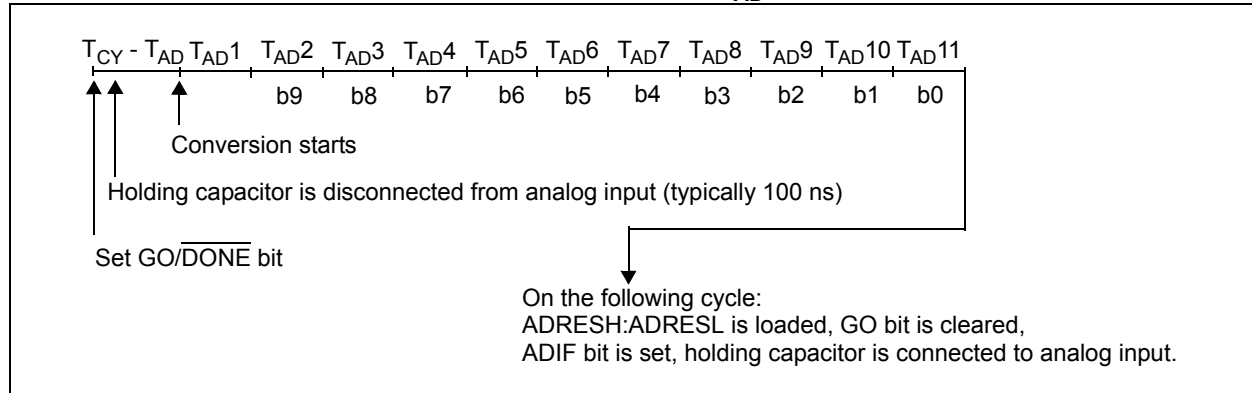 AD
TCY - TAD TAD1 TAD2 TAD3 TAD4 TAD5 TAD6 TAD7 TAD8 TAD9 TAD10 TAD11
b9 b8 b7 b6 b5 b4 b3 b2 b1 b0
Conversion starts
Holding capacitor is disconnected from analog input (typically 100 ns)
Set GO/DONE bit
On the following cycle:
ADRESH:ADRESL is loaded, GO bit is cleared,
ADIF bit is set, holding capacitor is connected to analog input.